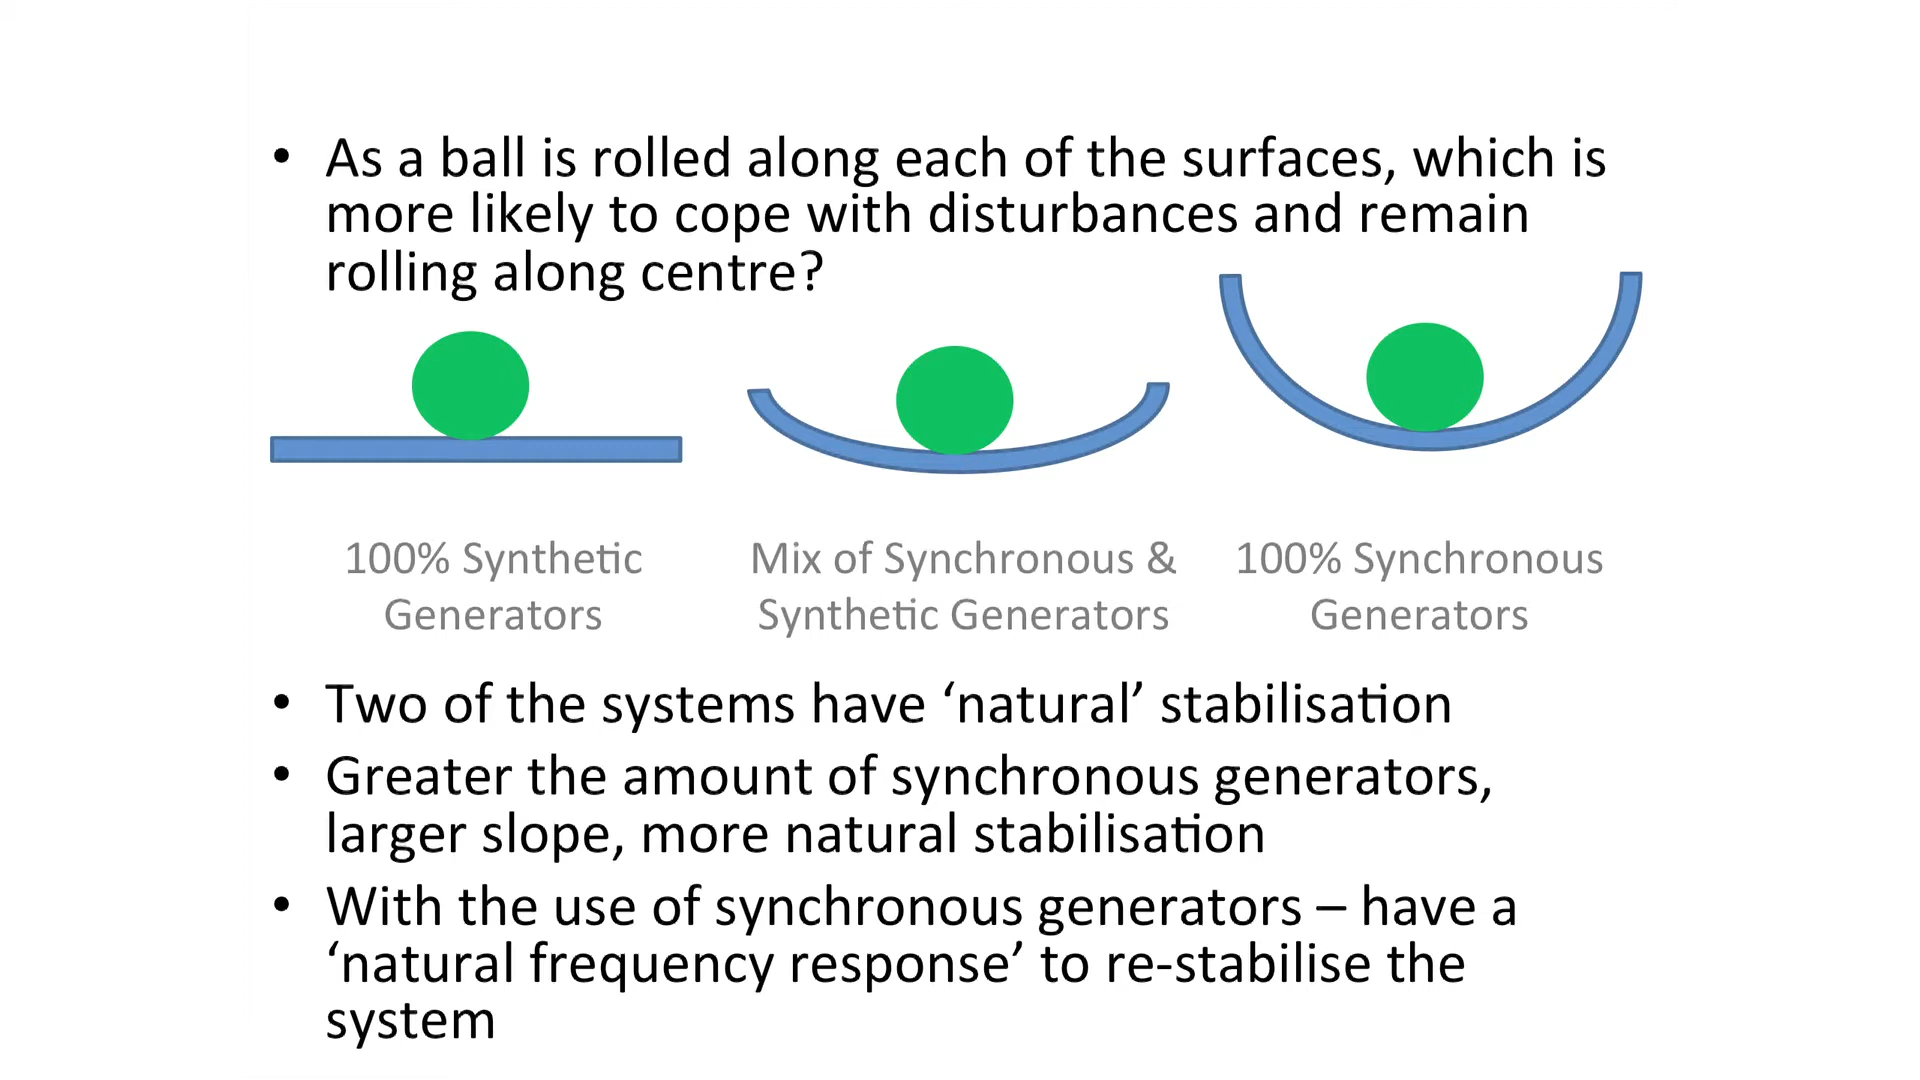 • As a ball is rolled along each of the surfaces, which is
more likely to cope with disturbances and remain
rolling along centre?
100% Synthetic
Generators
Mix of Synchronous &
Synthetic Generators
100% Synchronous
Generators
• Two of the systems have ‘natural’ stabilisation
• Greater the amount of synchronous generators,
larger slope, more natural stabilisation
• With the use of synchronous generators – have a
‘natural frequency response’ to re-stabilise the
system